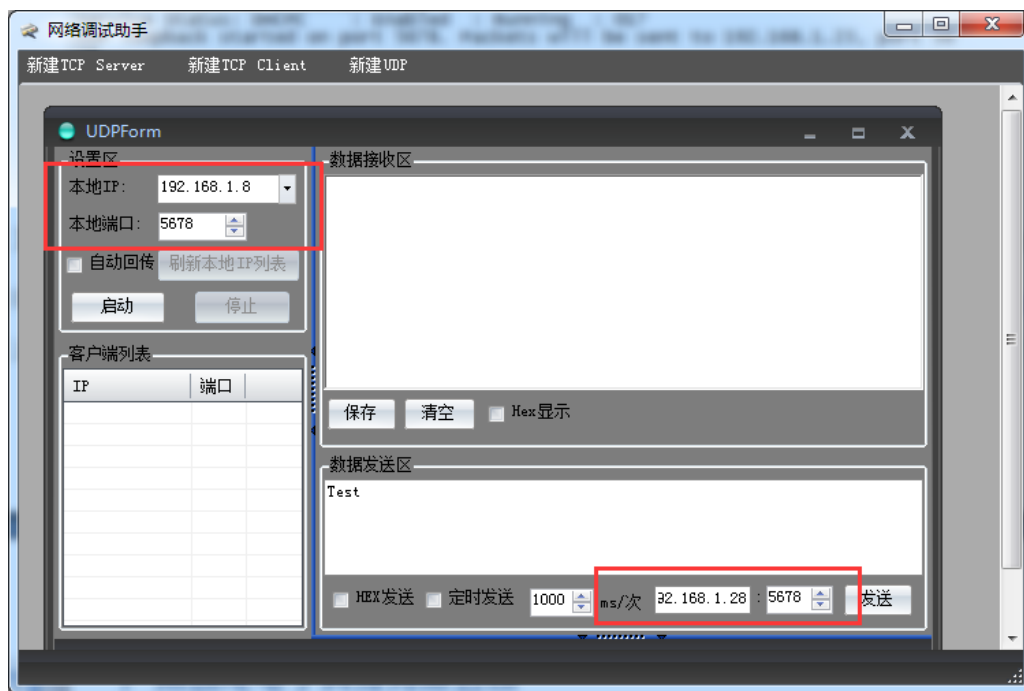 网络调试助手
新建TCP Server 新建TCP Client 新建UDP
UDPForm
设置区
本地IP: 192.168.1.8
本地端口: 5678
自动回传 刷新本地IP列表
启动 停止
客户端列表
IP 端口
数据接收区
保存 清空 Hex显示
数据发送区
Test
HEX发送 定时发送 1000 ms/次 92.168.1.28 : 5678 发送